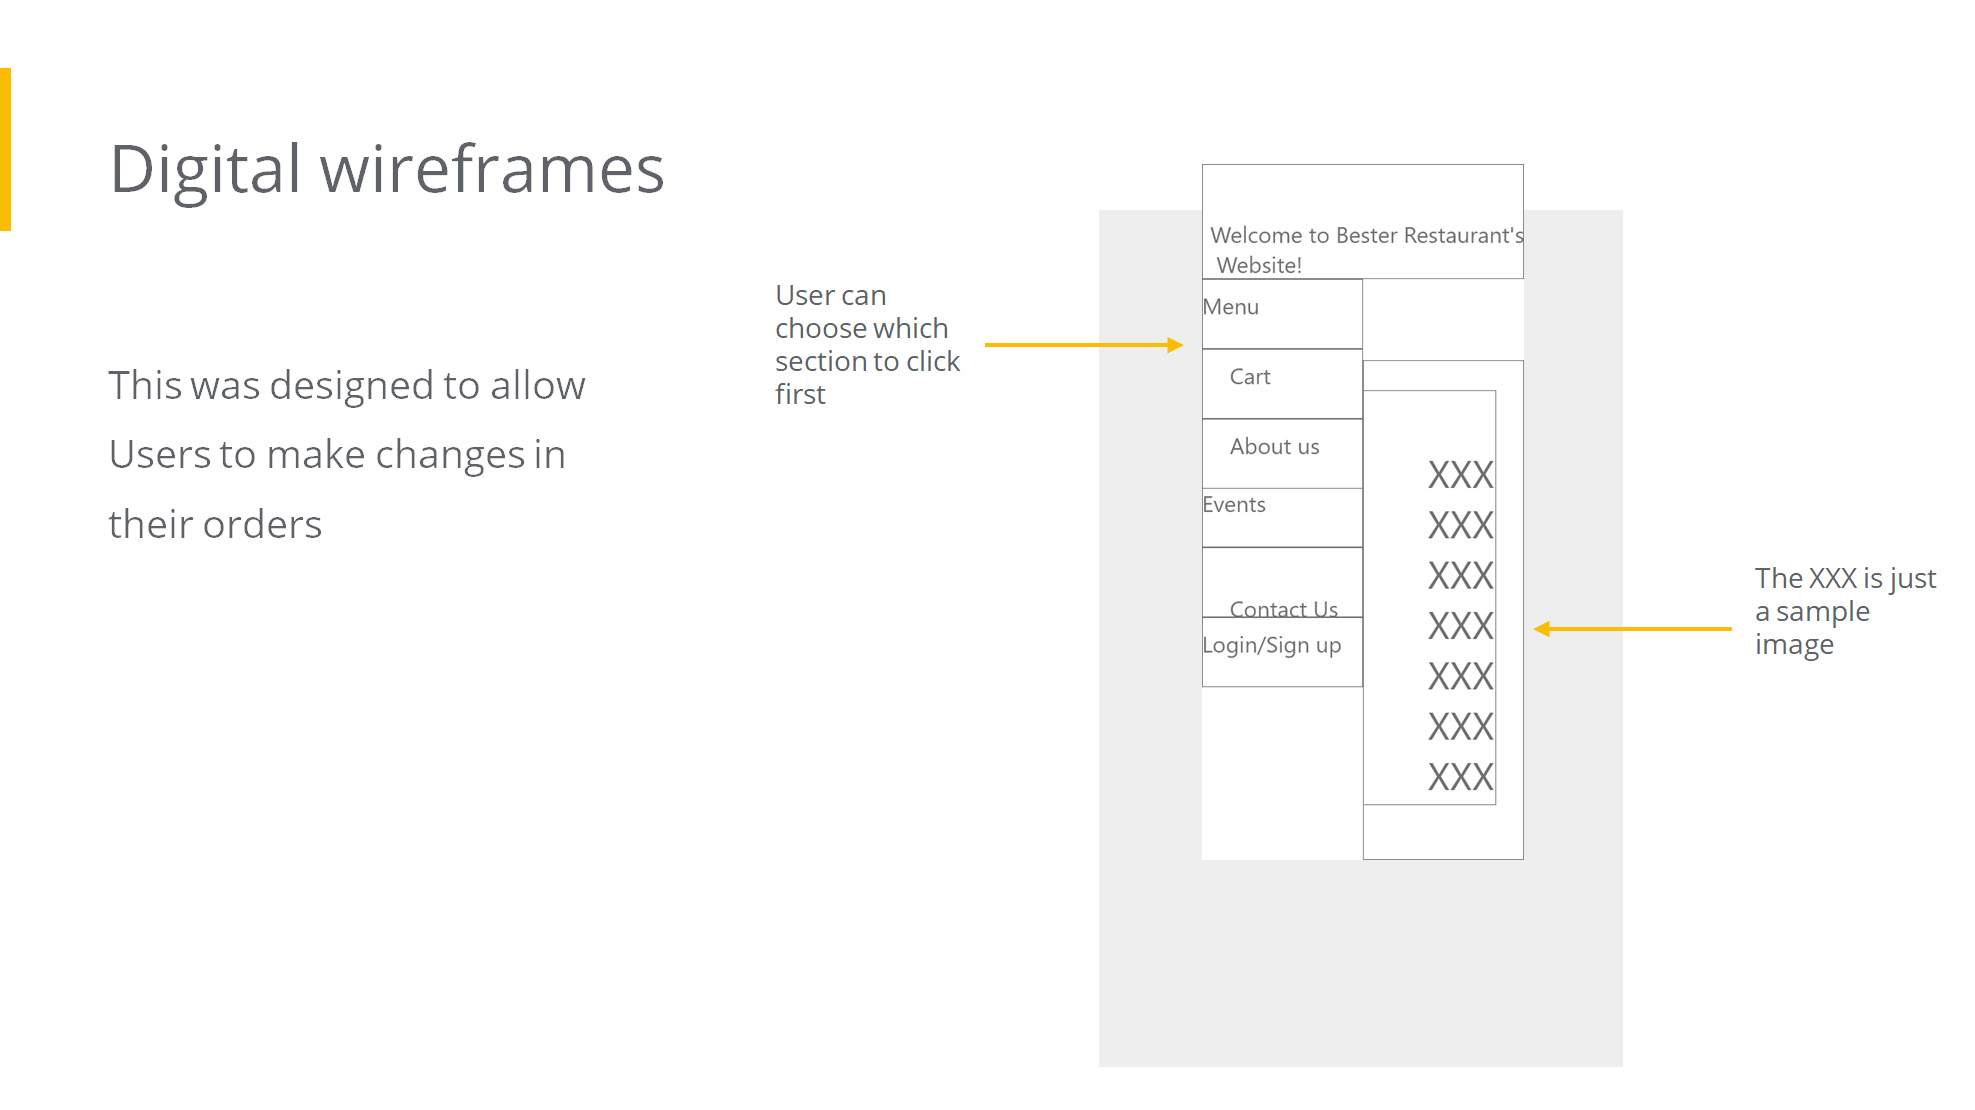 Digital wireframes
This was designed to allow
Users to make changes in
their orders
User can
choose which
section to click
first
Welcome to Bester Restaurant's
Website!
Menu
Cart
About us
Events
Contact Us
Login/Sign up
XXX
XXX
XXX
XXX
XXX
XXX
XXX
The XXX is just
a sample
image